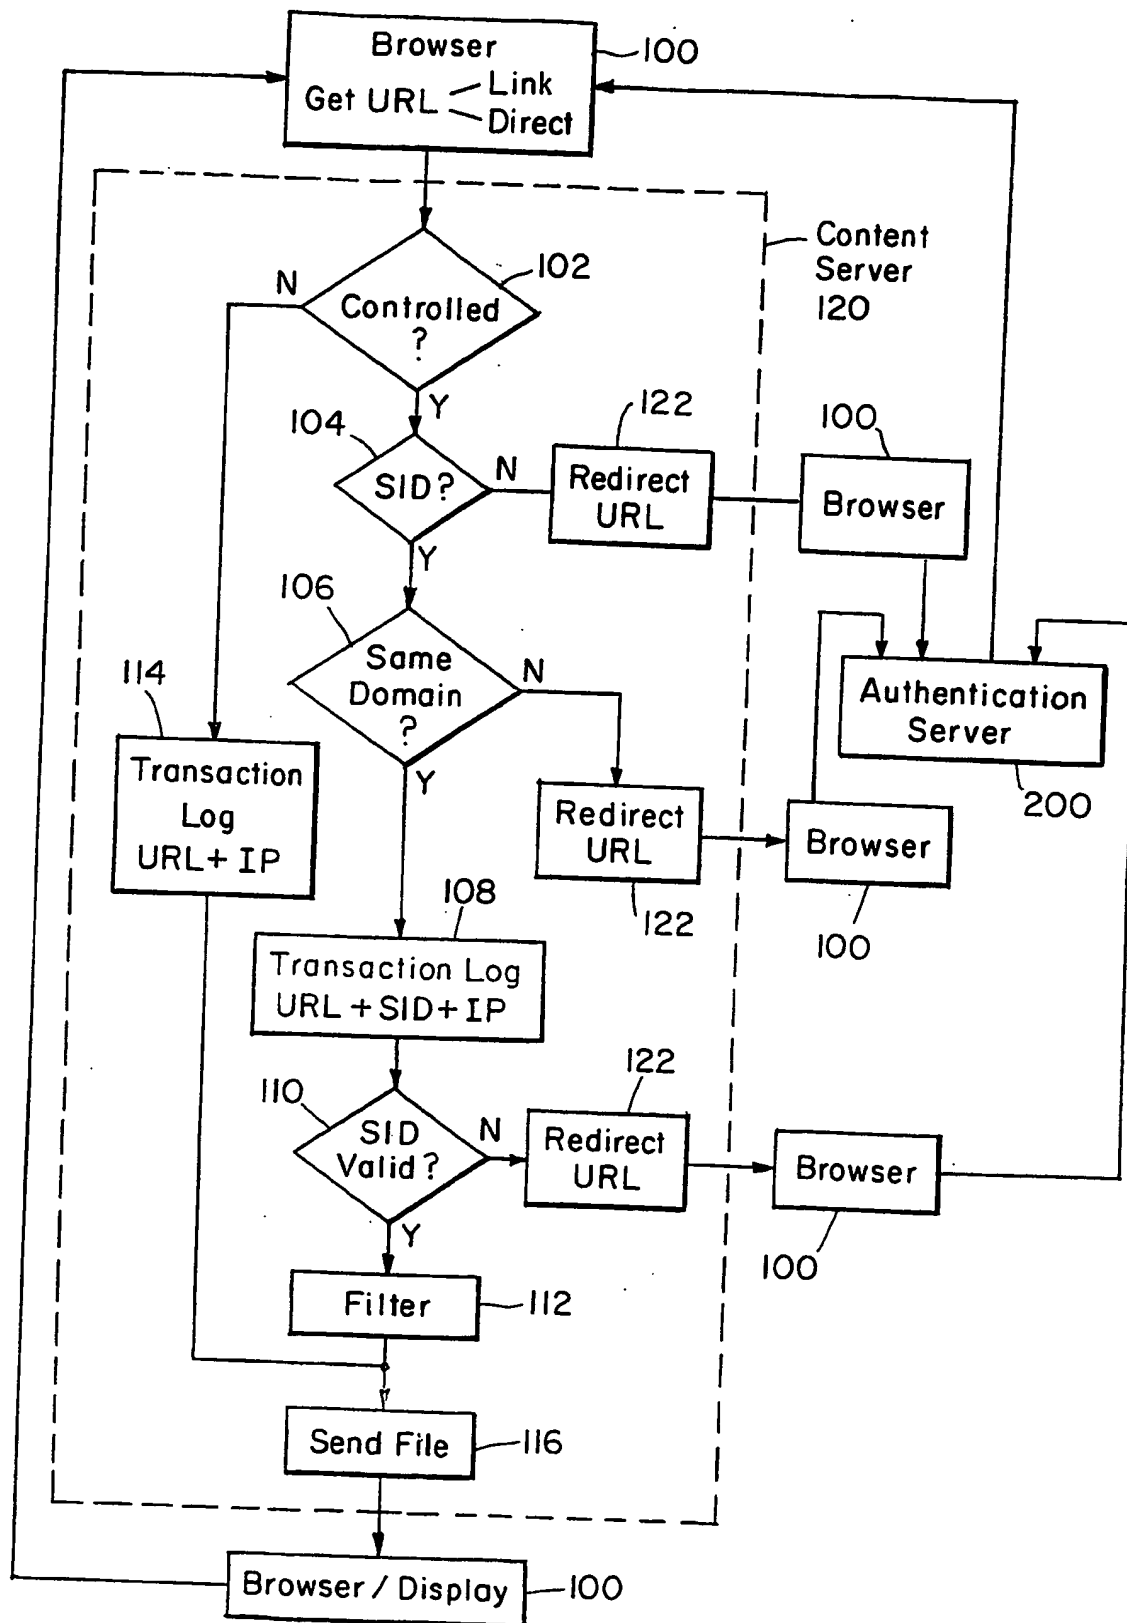 Browser
100
Get URL
Link
Direct
Content
Server
120
102
N
Controlled
?
Y
104
SID?
N
122
Redirect
URL
100
Browser
Y
106
Same
Domain
?
N
Authentication
Server
200
114
Transaction
Log
URL + IP
Y
Redirect
URL
122
Browser
100
108
Transaction Log
URL + SID + IP
110
SID
Valid?
N
122
Redirect
URL
Browser
100
Y
Filter
112
Send File
116
Browser / Display
100